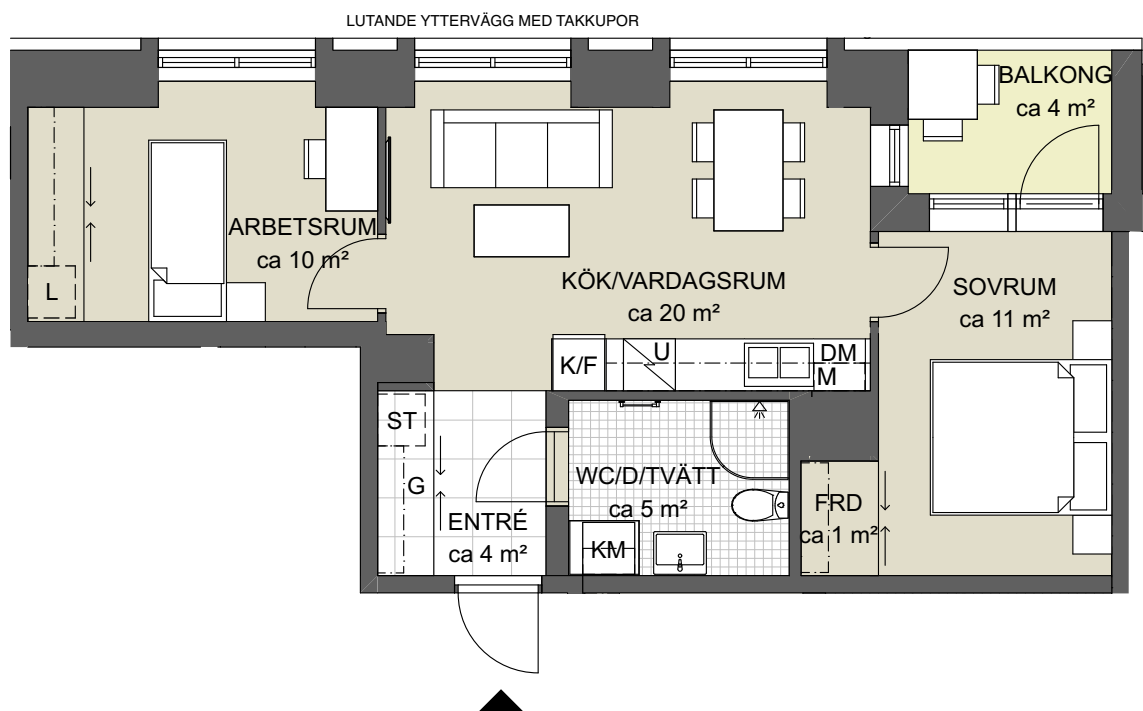 LUTANDE YTTERVÄGG MED TAKKUPOR
BALKONG
ca 4 m²
ARBETSRUM
ca 10 m²
L
KÖK/VARDAGSRUM
ca 20 m²
SOVRUM
ca 11 m²
K/F
U
DM
M
ST
G
ENTRÉ
ca 4 m²
WC/D/TVÄTT
ca 5 m²
KM
FRD
ca 1 m²